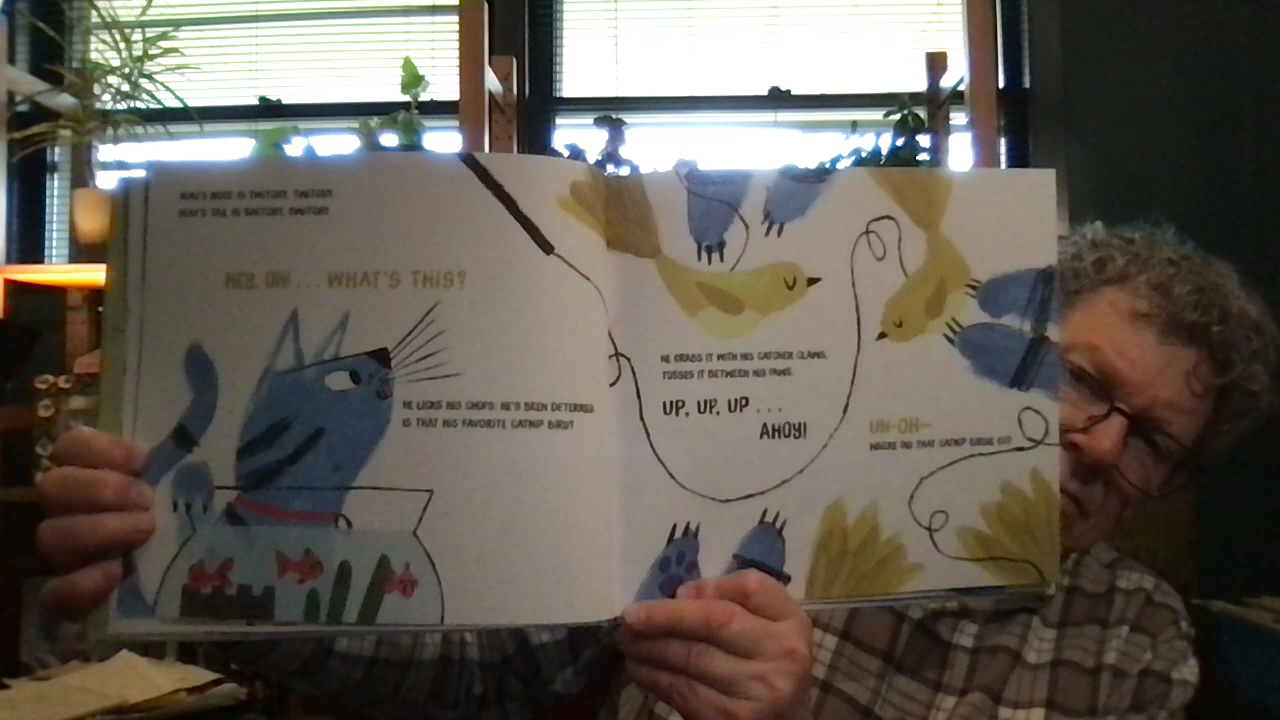 MAX'S NOSE IS TWITCHY, TWITCHY.
MAX'S TAIL IS SWITCHY, SWITCHY.
HEY, OH! ... WHAT'S THIS?
HE LICKS HIS CHOPS; HE'S BEEN DETERRED.
IS THAT HIS FAVORITE CATNIP BIRD?
HE GRABS IT WITH HIS CATCHER CLAWS,
TOSSES IT BETWEEN HIS PAWS.
UP, UP, UP ...
AHOY!
UH-OH—
WHERE DID THAT CATNIP BIRDIE GO?